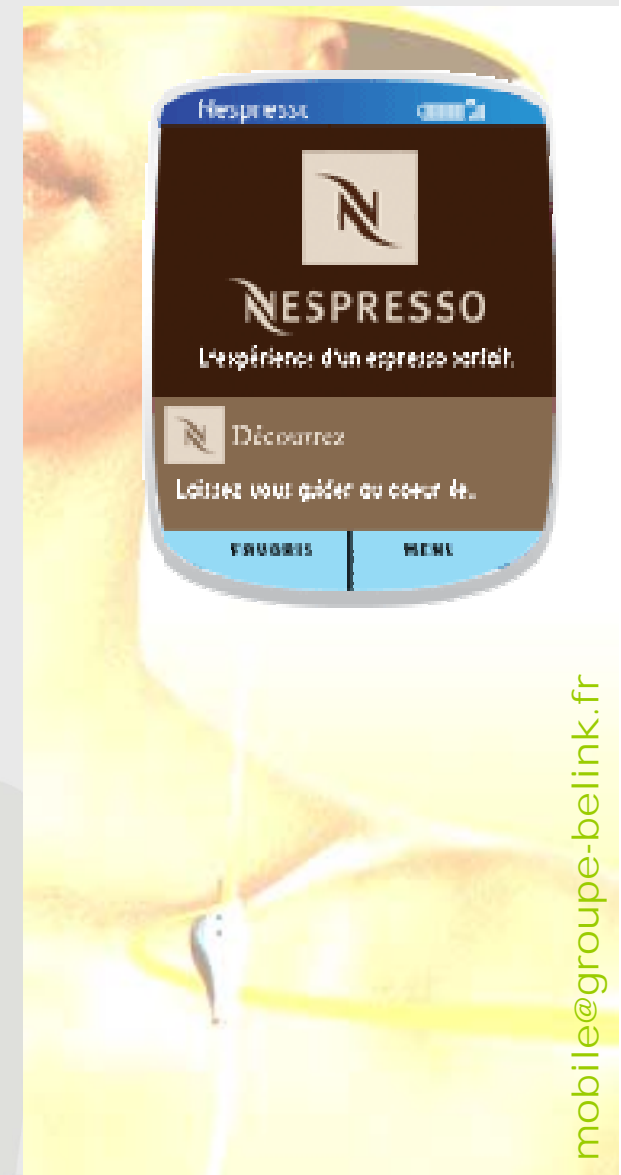 Nespresso
N
NESPRESSO
L'expérience d'un espresso parfait.
N
Découvrez
Laissez vous guider au coeur de..
FAVORIS
MENU
mobile@groupe-belink.fr